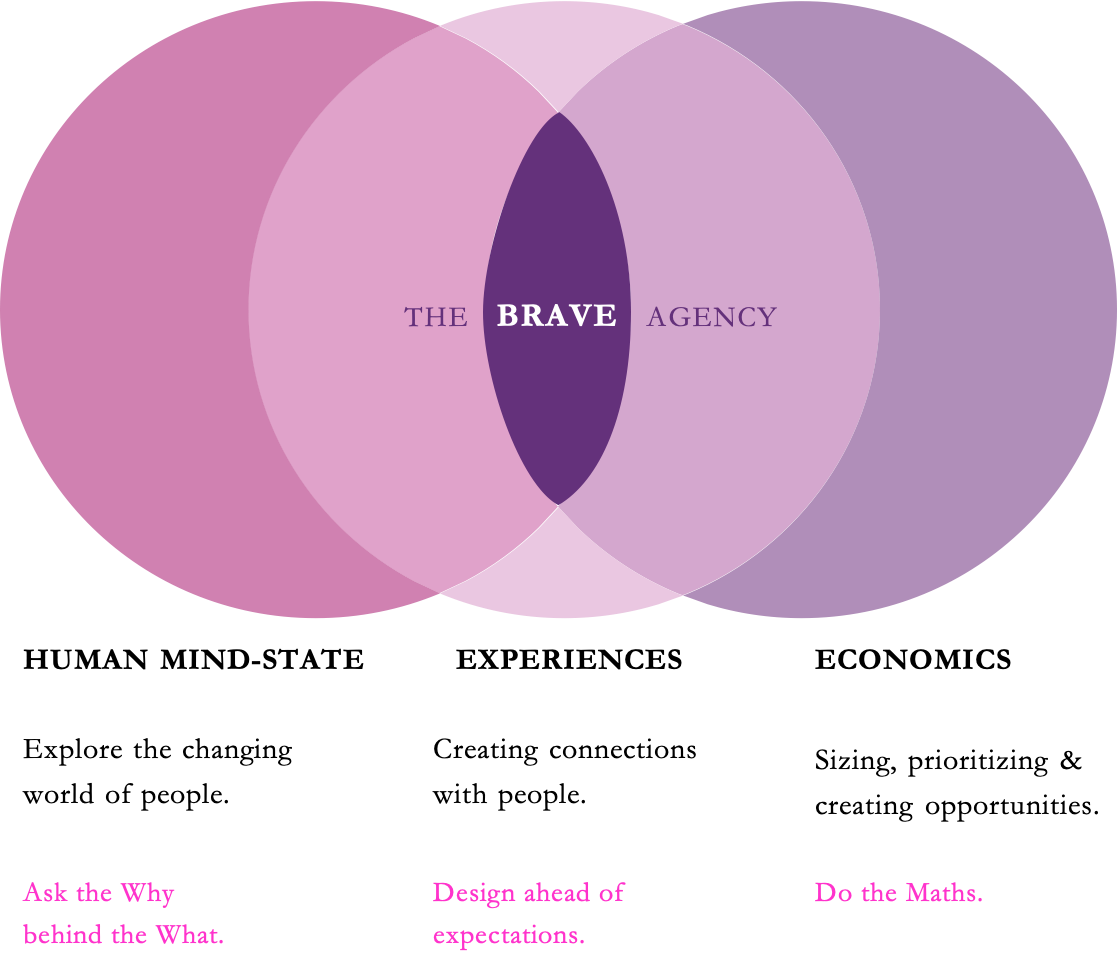 THE BRAVE AGENCY
HUMAN MIND-STATE
Explore the changing
world of people.
Ask the Why
behind the What.
EXPERIENCES
Creating connections
with people.
Design ahead of
expectations.
ECONOMICS
Sizing, prioritizing &
creating opportunities.
Do the Maths.